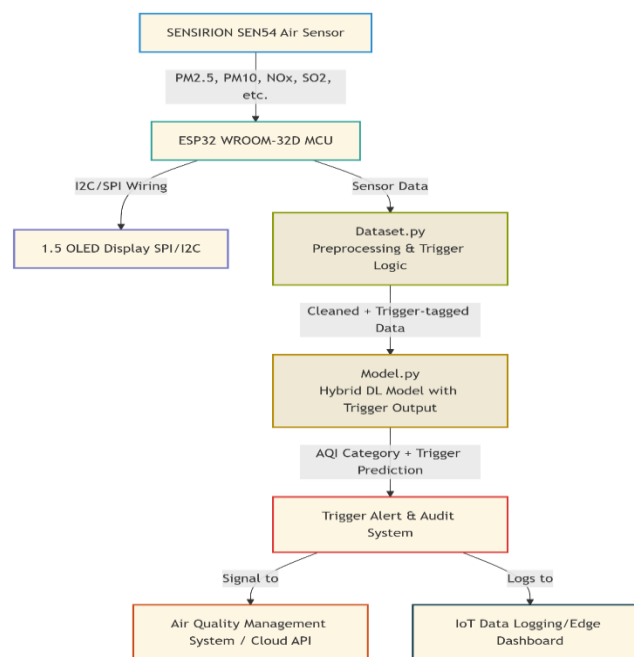 SENSIRION SEN54 Air Sensor
PM2.5, PM10, NOx, SO2,
etc.
ESP32 WROOM-32D MCU
I2C/SPI Wiring
Sensor Data
1.5 OLED Display SPI/I2C
Dataset.py
Preprocessing & Trigger
Logic
Cleaned + Trigger-tagged
Data
Model.py
Hybrid DL Model with
Trigger Output
AQI Category + Trigger
Prediction
Trigger Alert & Audit
System
Signal to
Logs to
Air Quality Management
System / Cloud API
IoT Data Logging/Edge
Dashboard